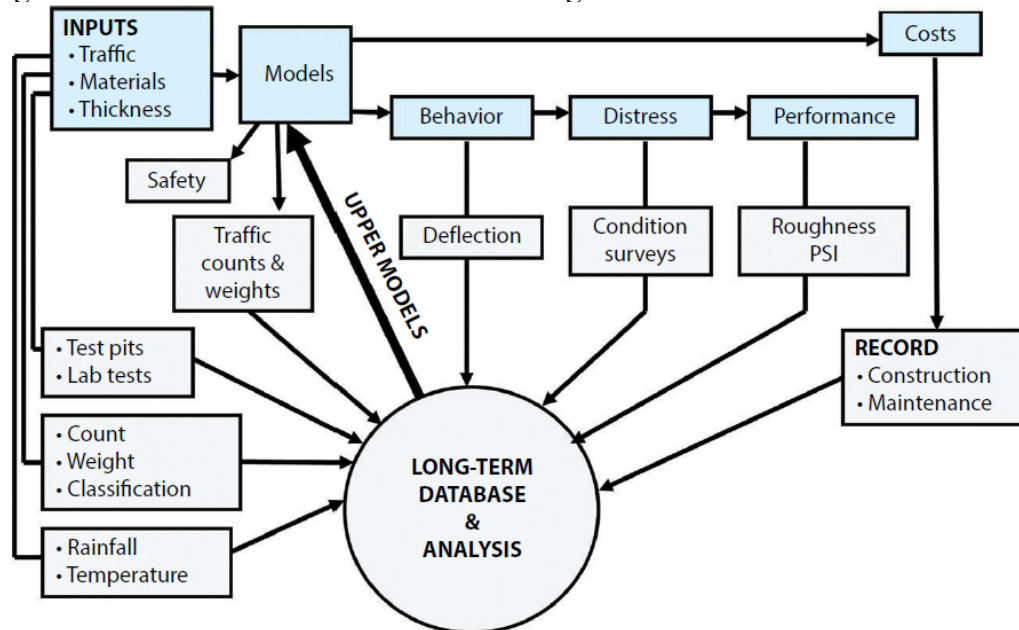 INPUTS
• Traffic
• Materials
• Thickness
Models
Costs
Behavior
Distress
Performance
Safety
Traffic
counts &
weights
UPPER MODELS
Deflection
Condition
surveys
Roughness
PSI
• Test pits
• Lab tests
RECORD
• Construction
• Maintenance
• Count
• Weight
• Classification
LONG-TERM
DATABASE
&
ANALYSIS
• Rainfall
• Temperature